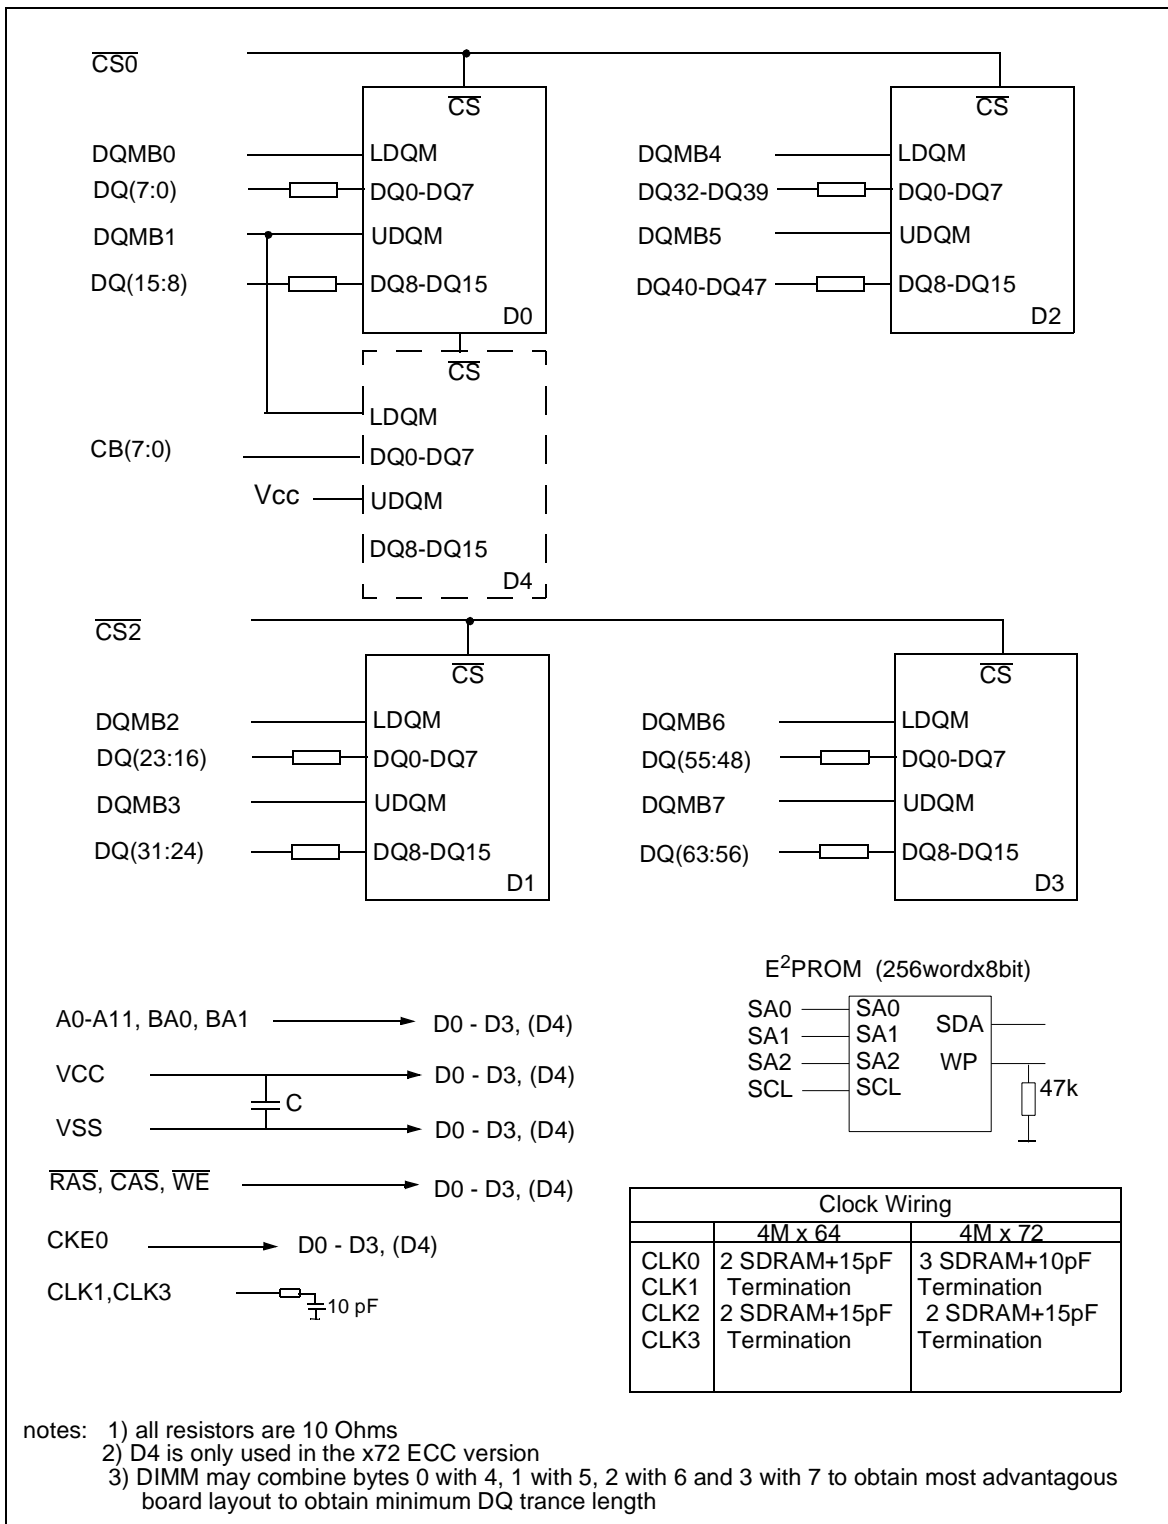 CS0
CS
CS
DQMB0
LDQM
DQMB4
LDQM
DQ(7:0)
DQ0-DQ7
DQ32-DQ39
DQ0-DQ7
DQMB1
UDQM
DQMB5
UDQM
DQ(15:8)
DQ8-DQ15
DQ40-DQ47
DQ8-DQ15
D0
D2
CS
LDQM
CB(7:0)
DQ0-DQ7
Vcc
UDQM
DQ8-DQ15
D4
CS2
CS
CS
DQMB2
LDQM
DQMB6
LDQM
DQ(23:16)
DQ0-DQ7
DQ(55:48)
DQ0-DQ7
DQMB3
UDQM
DQMB7
UDQM
DQ(31:24)
DQ8-DQ15
DQ(63:56)
DQ8-DQ15
D1
D3
E2PROM (256wordx8bit)
SA0
SA0
SDA
SA1
SA1
SA2
SA2
WP
SCL
SCL
47k
A0-A11, BA0, BA1
D0 - D3, (D4)
VCC
D0 - D3, (D4)
C
VSS
D0 - D3, (D4)
RAS, CAS, WE
D0 - D3, (D4)
CKE0
D0 - D3, (D4)
CLK1,CLK3
10 pF
Clock Wiring
4M x 64 4M x 72
CLK0 2 SDRAM+15pF 3 SDRAM+10pF
CLK1 Termination Termination
CLK2 2 SDRAM+15pF 2 SDRAM+15pF
CLK3 Termination Termination
notes: 1) all resistors are 10 Ohms
2) D4 is only used in the x72 ECC version
3) DIMM may combine bytes 0 with 4, 1 with 5, 2 with 6 and 3 with 7 to obtain most advantagous
board layout to obtain minimum DQ trance length